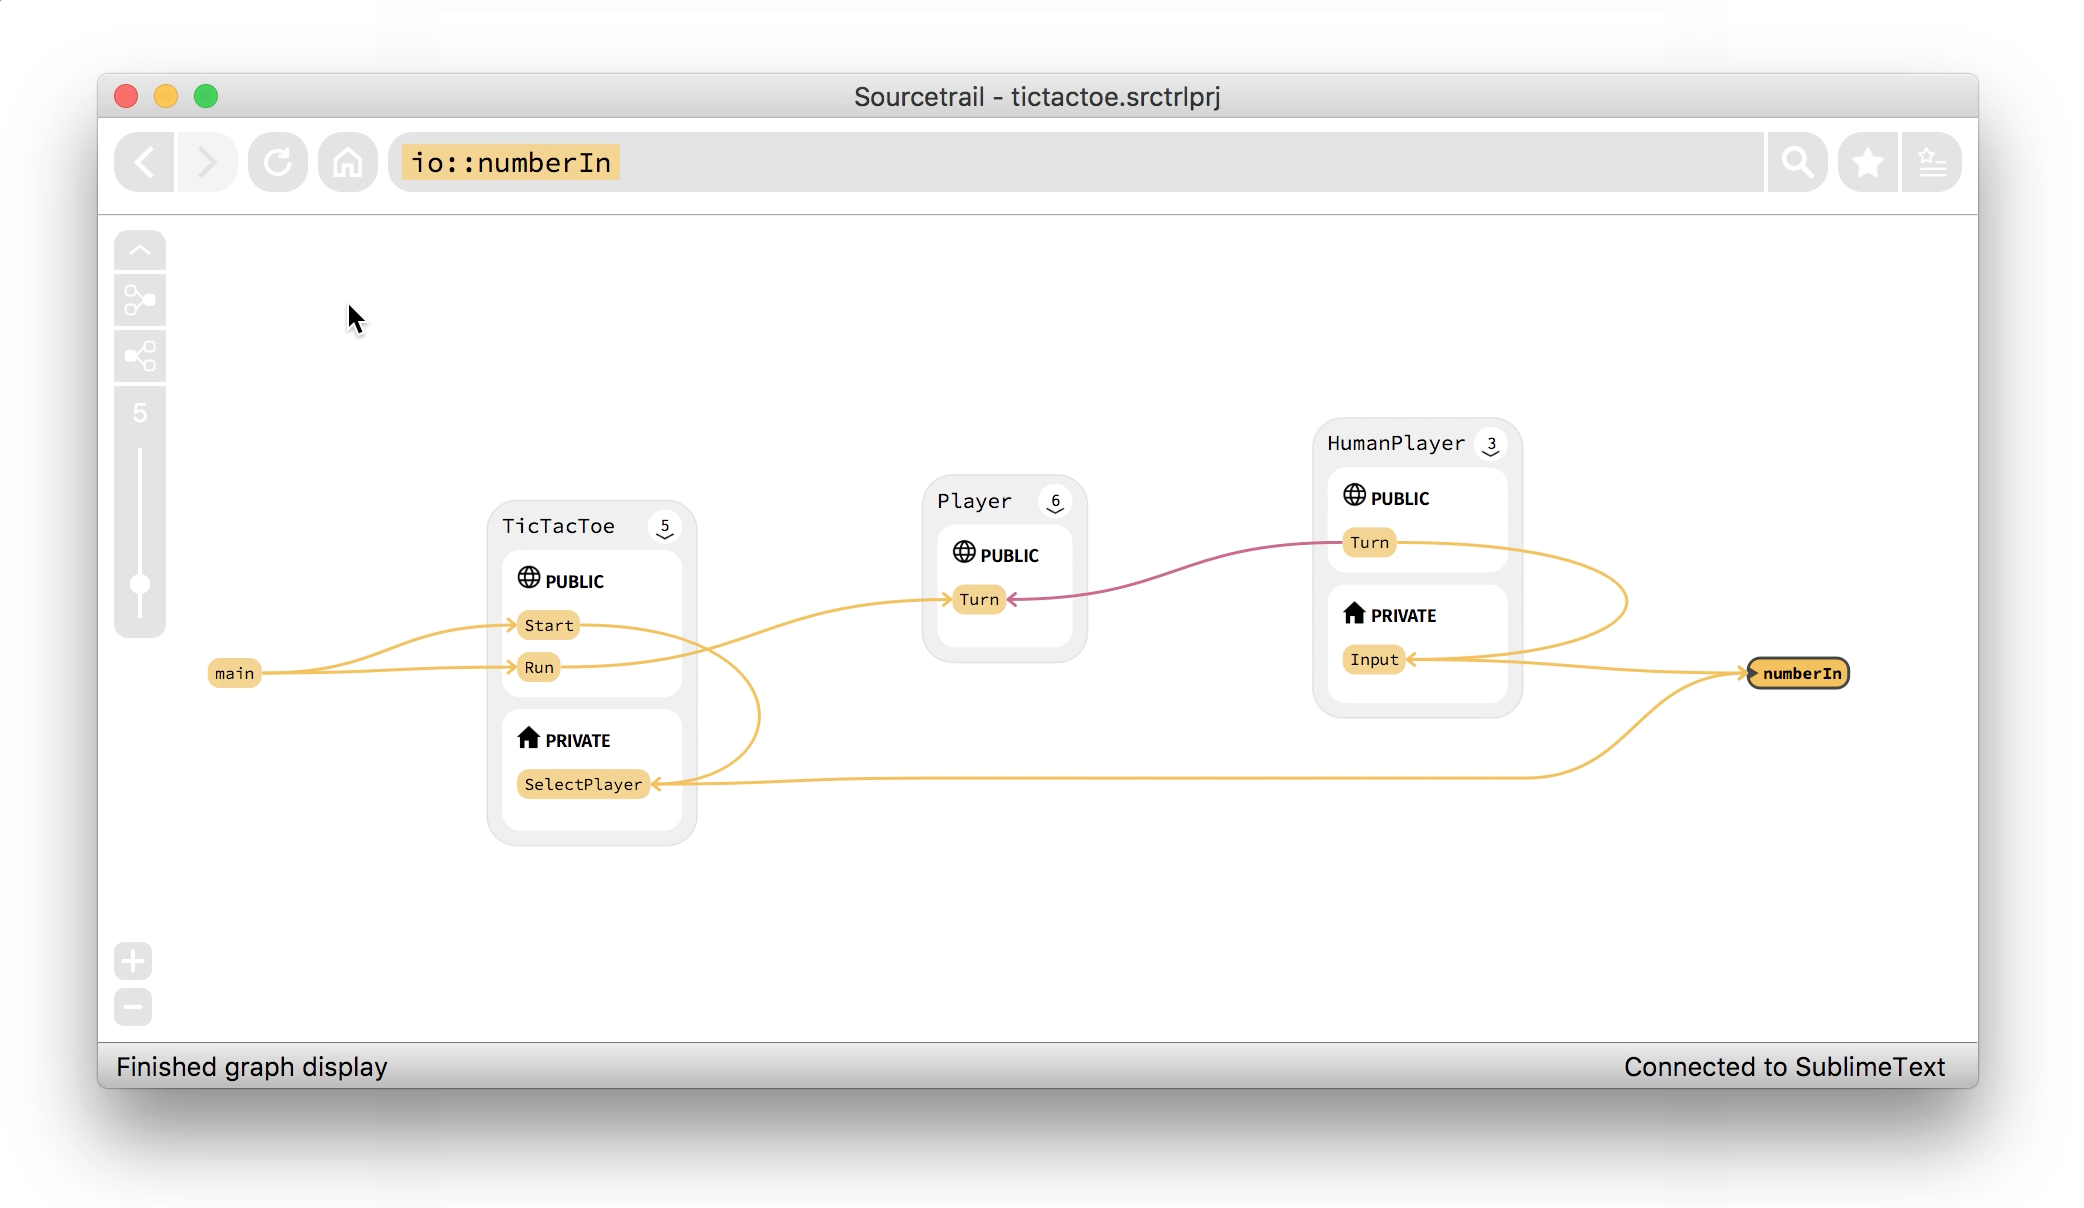 Sourcetrail - tictactoe.srctrlprj
io::numberIn
5
main
TicTacToe 5
PUBLIC
Start
Run
PRIVATE
SelectPlayer
Player 6
PUBLIC
Turn
HumanPlayer 3
PUBLIC
Turn
PRIVATE
Input
numberIn
Finished graph display
Connected to SublimeText